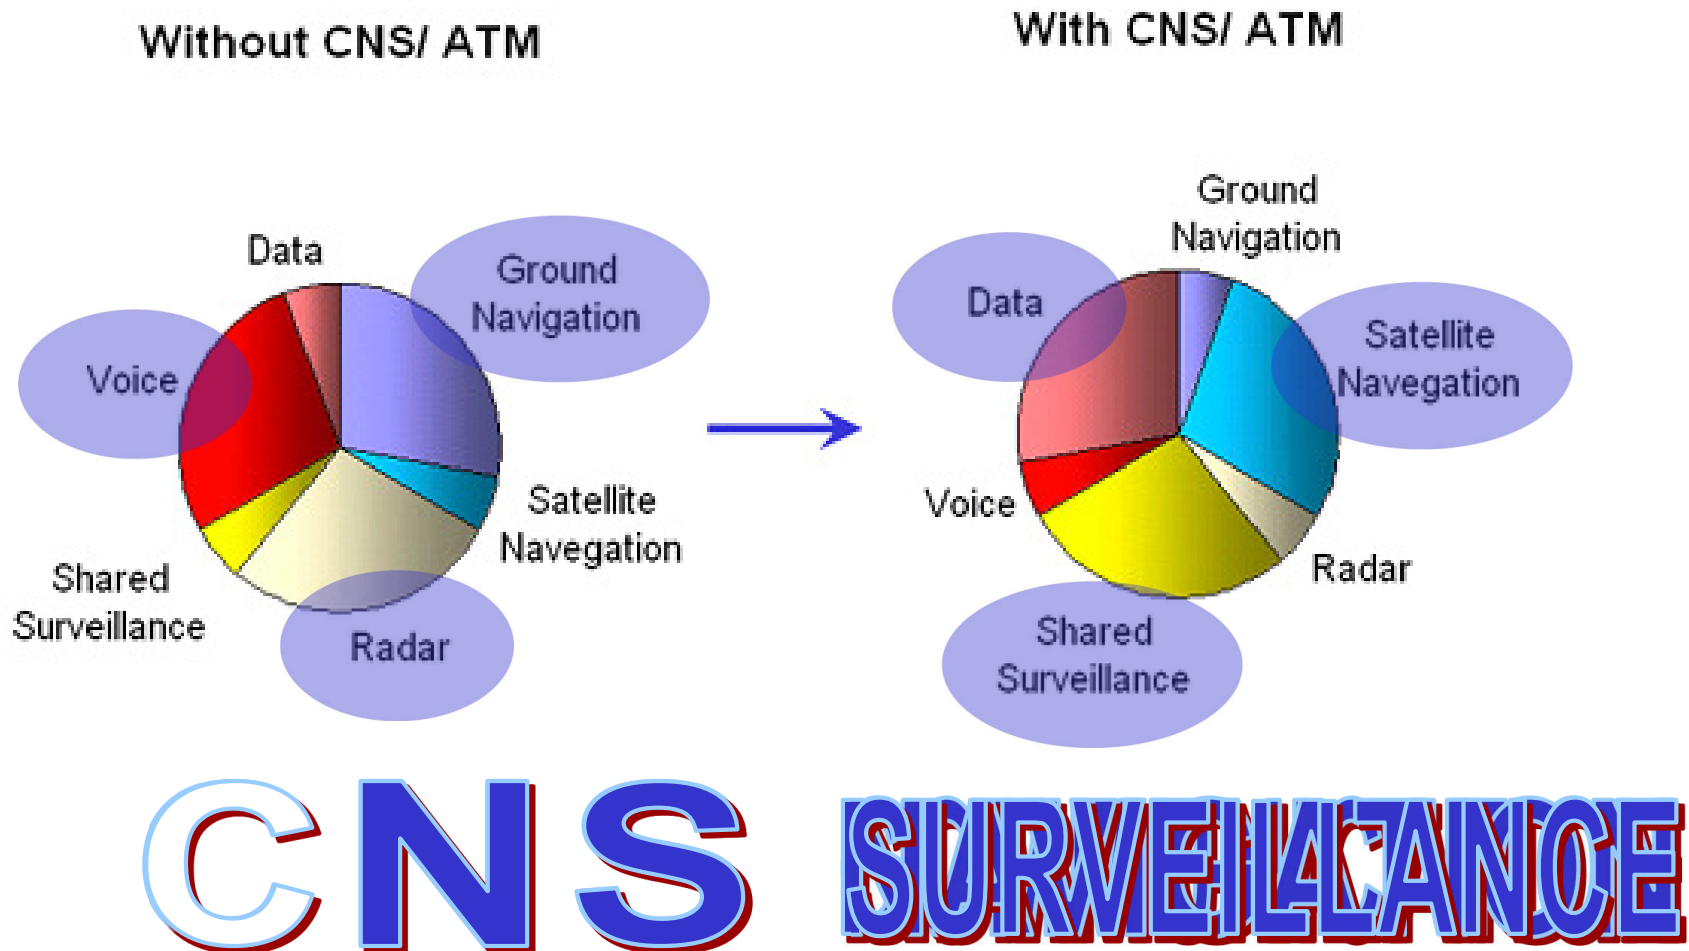 Without CNS/ ATM
With CNS/ ATM
Data
Ground
Navigation
Voice
Satellite
Navegation
Shared
Surveillance
Radar
Ground
Navigation
Data
Satellite
Navegation
Voice
Radar
Shared
Surveillance
CNS
SURVEILLANCE